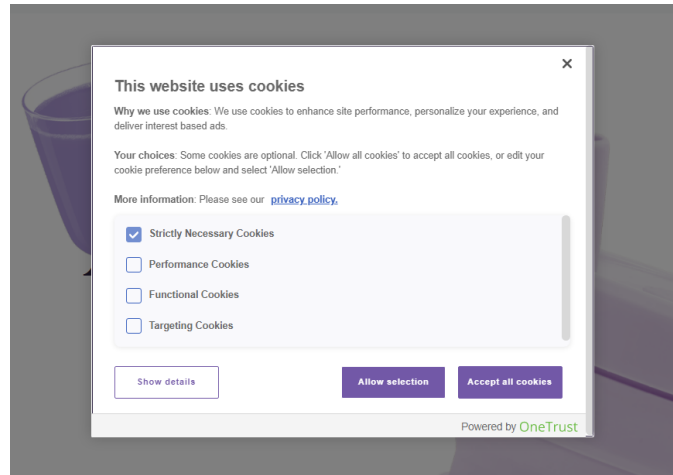 This website uses cookies
Why we use cookies: We use cookies to enhance site performance, personalize your experience, and
deliver interest based ads.
Your choices: Some cookies are optional. Click 'Allow all cookies' to accept all cookies, or edit your
cookie preference below and select 'Allow selection.'
More information: Please see our privacy policy.
Strictly Necessary Cookies
Performance Cookies
Functional Cookies
Targeting Cookies
Show details
Allow selection
Accept all cookies
Powered by OneTrust